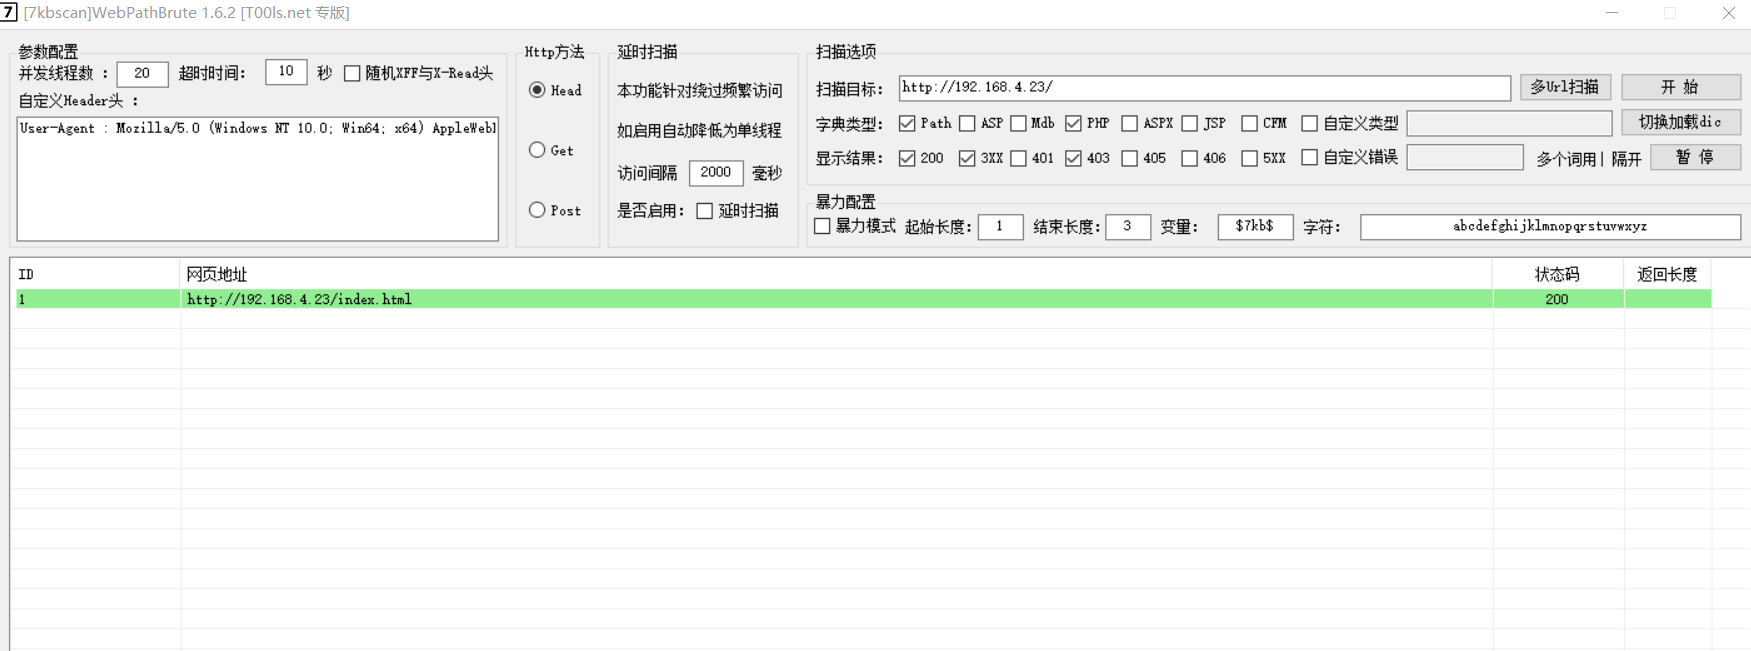 7 [7kbscan]WebPathBrute 1.6.2 [T00ls.net 专版]
参数配置
并发线程数 : 20 超时时间: 10 秒 随机XFF与X-Read头
自定义Header头 :
User-Agent : Mozilla/5.0 (Windows NT 10.0; Win64; x64) AppleWebK
Http方法
Head
Get
Post
延时扫描
本功能针对绕过频繁访问
如启用自动降低为单线程
访问间隔 2000 毫秒
是否启用: 延时扫描
扫描选项
扫描目标: http://192.168.4.23/ 多Url扫描 开 始
字典类型: Path ASP Mdb PHP ASPX JSP CFM 自定义类型 切换加载dic
显示结果: 200 3XX 401 403 405 406 5XX 自定义错误 多个词用| 隔开 暂 停
暴力配置
暴力模式 起始长度: 1 结束长度: 3 变量: $7kb$ 字符: abcdefghijklmnopqrstuvwxyz
ID 网页地址 状态码 返回长度
1 http://192.168.4.23/index.html 200